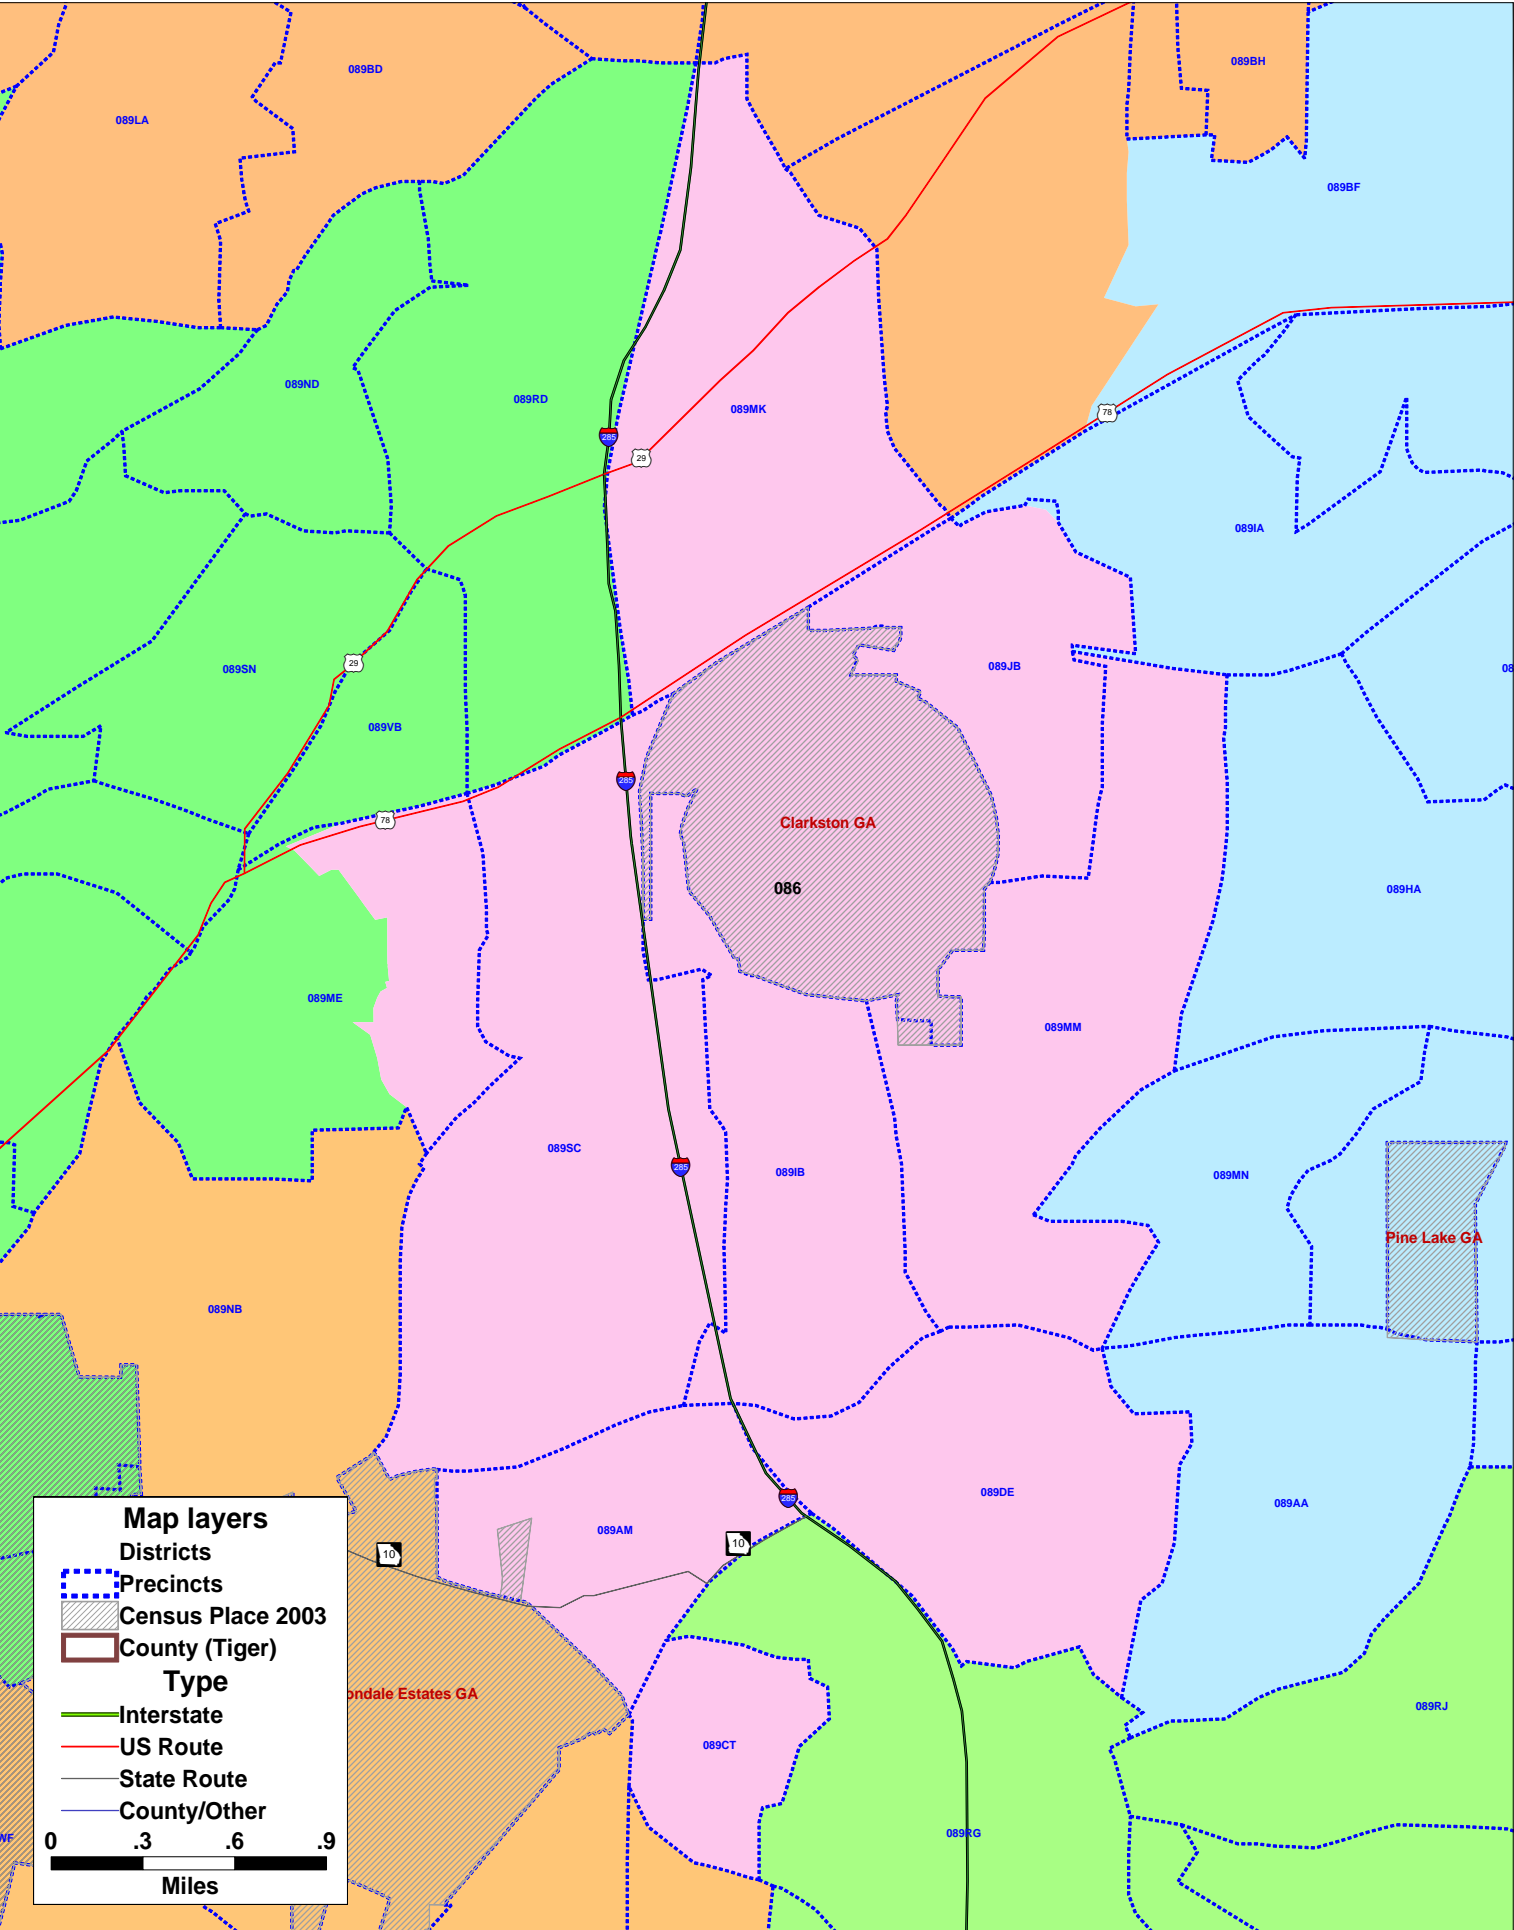 089BD
089BH
089LA
089BF
089ND
089RD
089MK
78
285
29
089IA
29
089SN
089JB
08
089VB
285
78
Clarkston GA
086
089HA
089ME
089MM
089SC
285
089IB
089MN
Pine Lake GA
089NB
285
089DE
089AA
089AM
10
10
ondale Estates GA
089RJ
089CT
089RG
WF
Map layers
Districts
Precincts
Census Place 2003
County (Tiger)
Type
Interstate
US Route
State Route
County/Other
0 .3 .6 .9
Miles